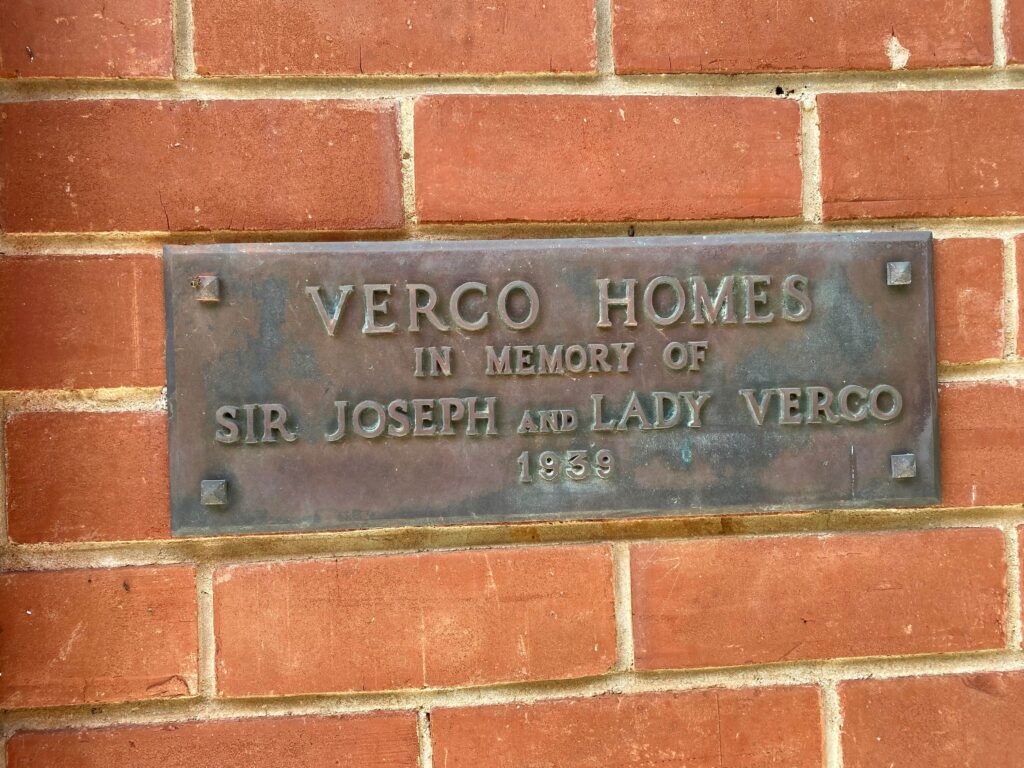 VERCO HOMES
IN MEMORY OF
SIR JOSEPH AND LADY VERCO
1939